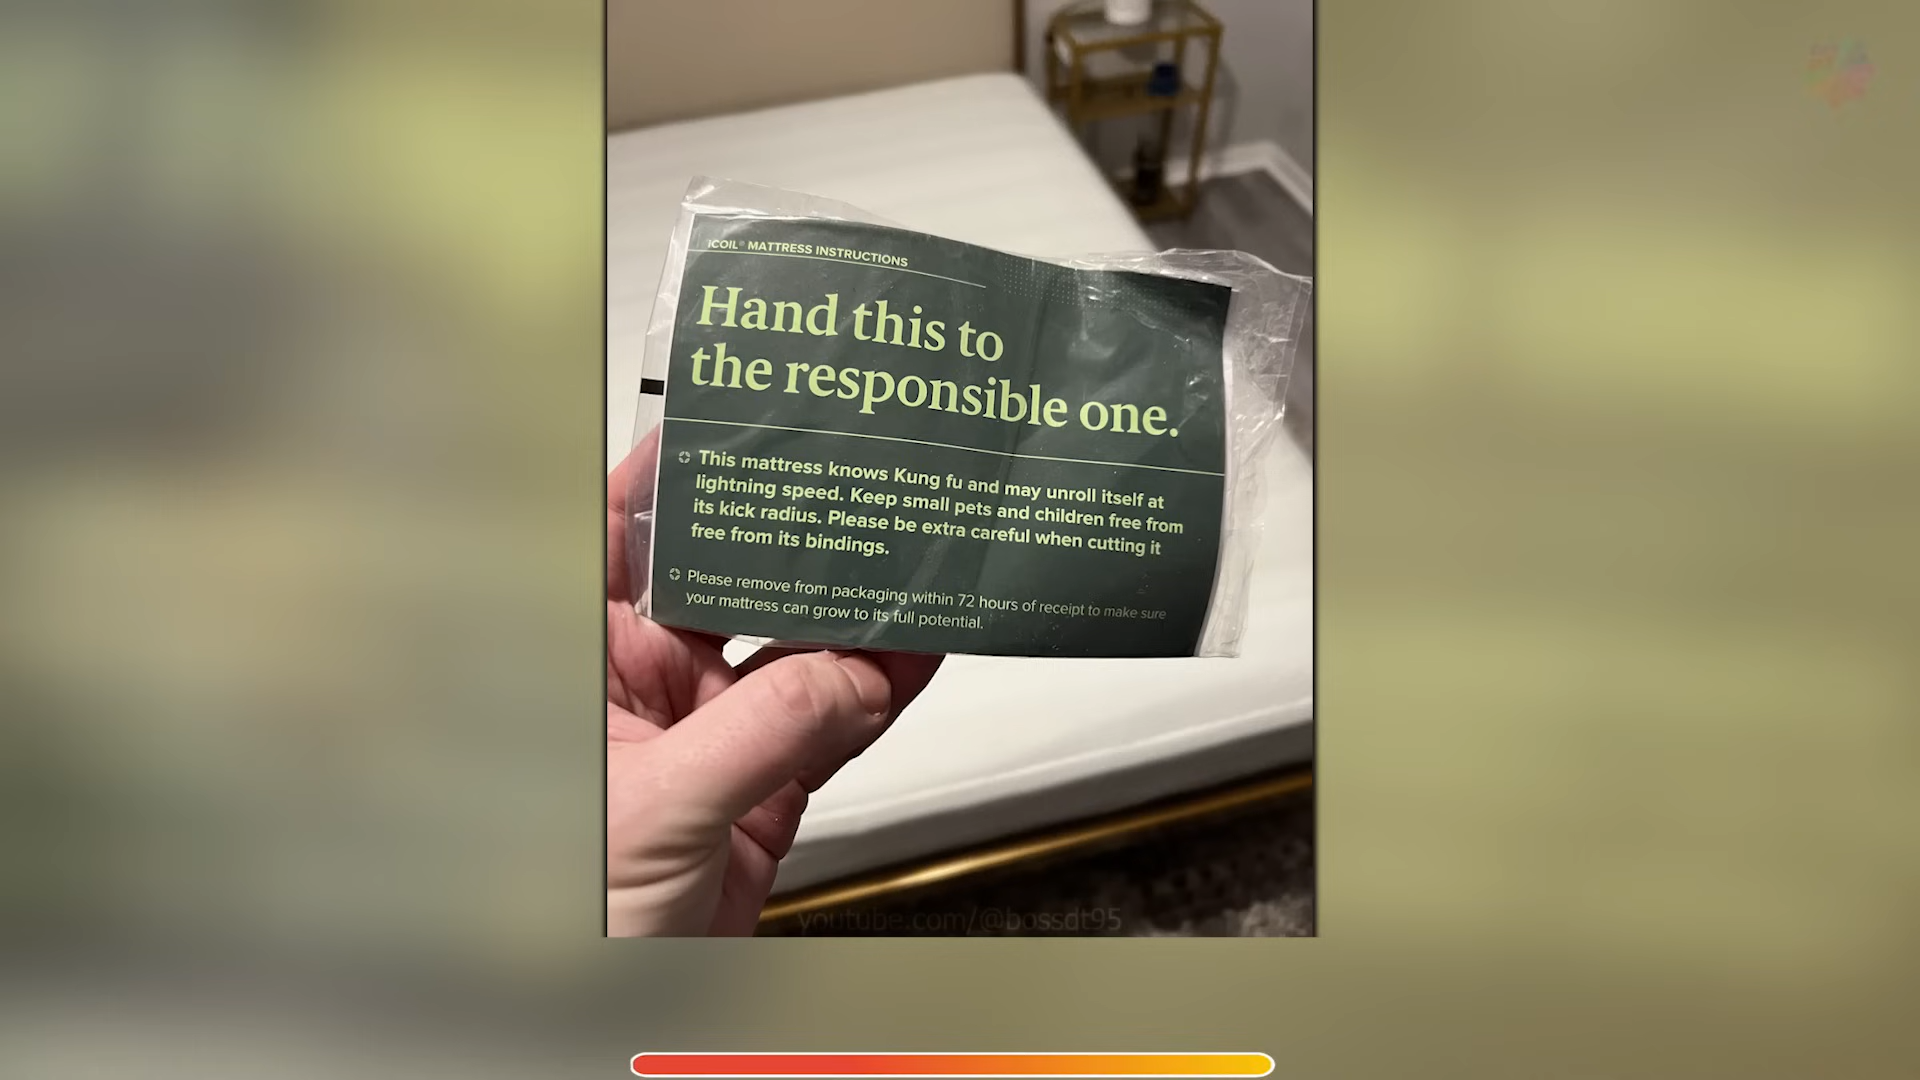 iCOIL® MATTRESS INSTRUCTIONS
Hand this to
the responsible one.
This mattress knows Kung fu and may unroll itself at
lightning speed. Keep small pets and children free from
its kick radius. Please be extra careful when cutting it
free from its bindings.
Please remove from packaging within 72 hours of receipt to make sure
your mattress can grow to its full potential.
youtube.com/@bossdt95